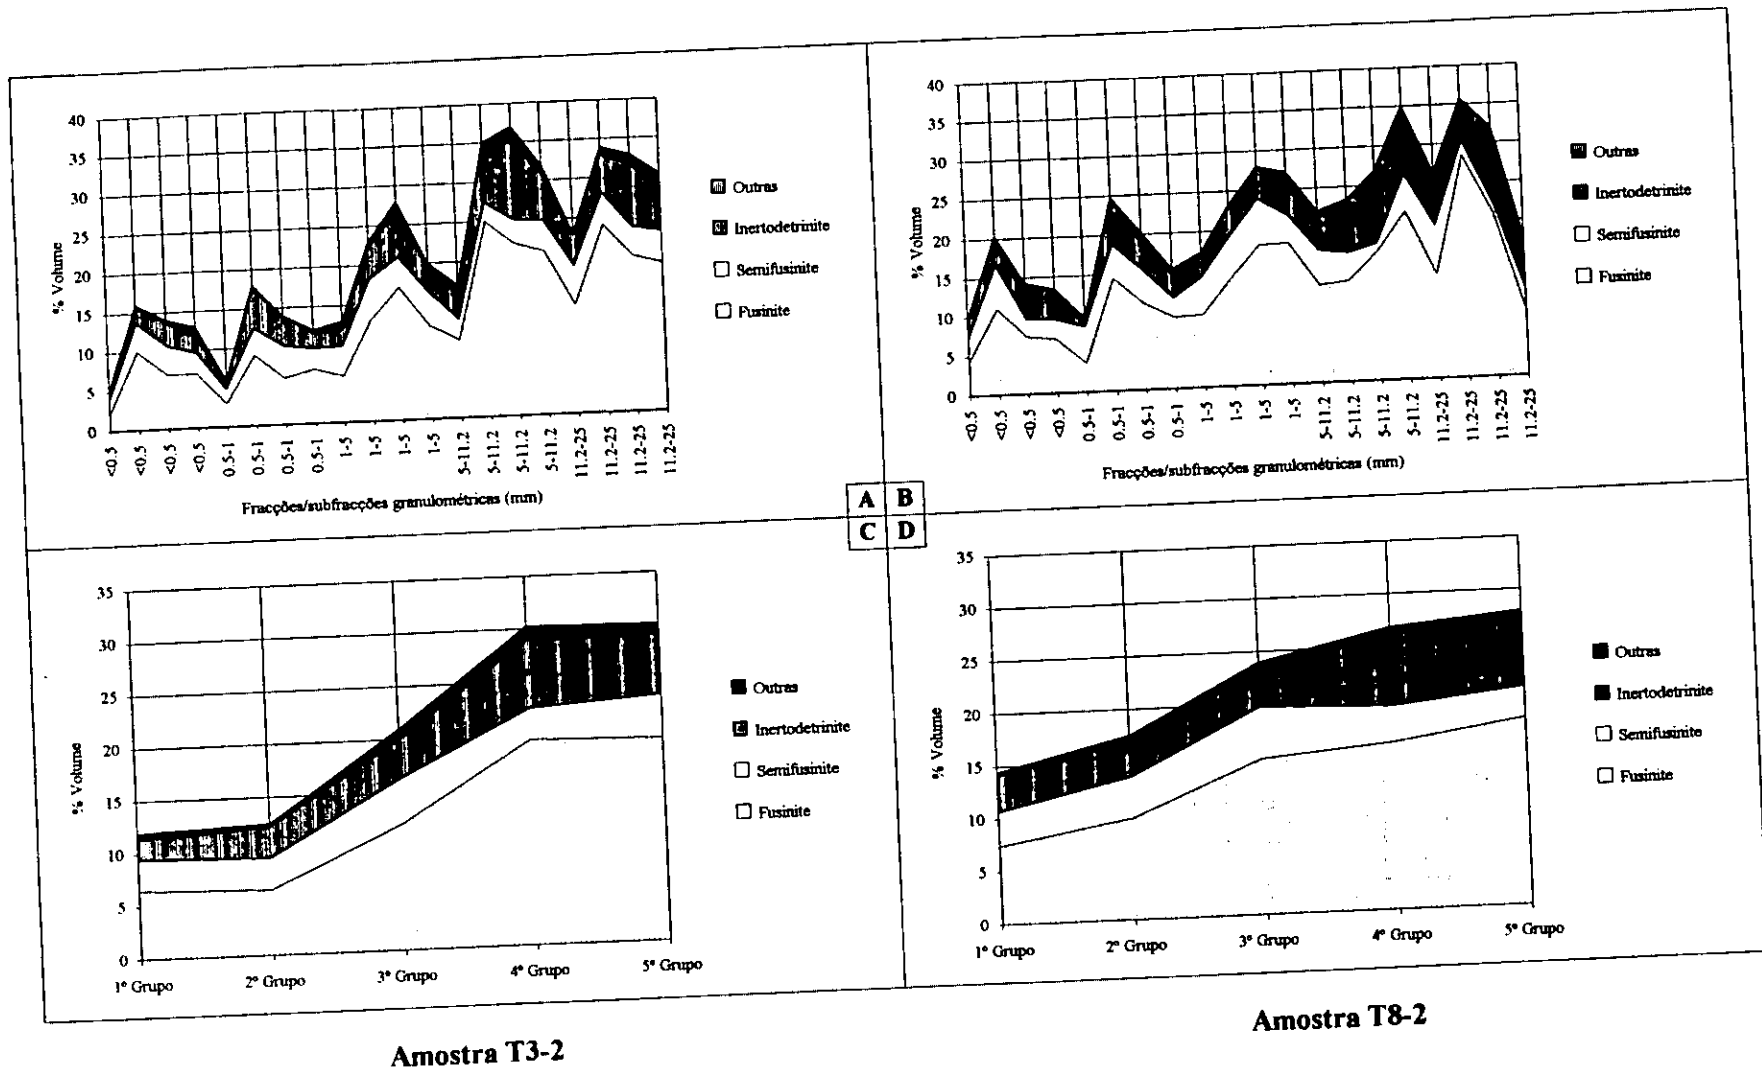 40
35
30
25
20
15
10
5
0
% Volume
<0.5
<0.5
<0.5
<0.5
0.5-1
0.5-1
0.5-1
0.5-1
1-5
1-5
1-5
1-5
5-11.2
5-11.2
5-11.2
5-11.2
11.2-25
11.2-25
11.2-25
11.2-25
Fracções/subfracções granulométricas (mm)
Outras
Inertodetrinite
Semifusinite
Fusinite
40
35
30
25
20
15
10
5
0
% Volume
<0.5
<0.5
<0.5
<0.5
0.5-1
0.5-1
0.5-1
0.5-1
1-5
1-5
1-5
1-5
5-11.2
5-11.2
5-11.2
5-11.2
11.2-25
11.2-25
11.2-25
11.2-25
Fracções/subfracções granulométricas (mm)
Outras
Inertodetrinite
Semifusinite
Fusinite
A B
C D
35
30
25
20
15
10
5
0
% Volume
1º Grupo
2º Grupo
3º Grupo
4º Grupo
5º Grupo
Outras
Inertodetrinite
Semifusinite
Fusinite
35
30
25
20
15
10
5
0
% Volume
1º Grupo
2º Grupo
3º Grupo
4º Grupo
5º Grupo
Outras
Inertodetrinite
Semifusinite
Fusinite
Amostra T3-2
Amostra T8-2